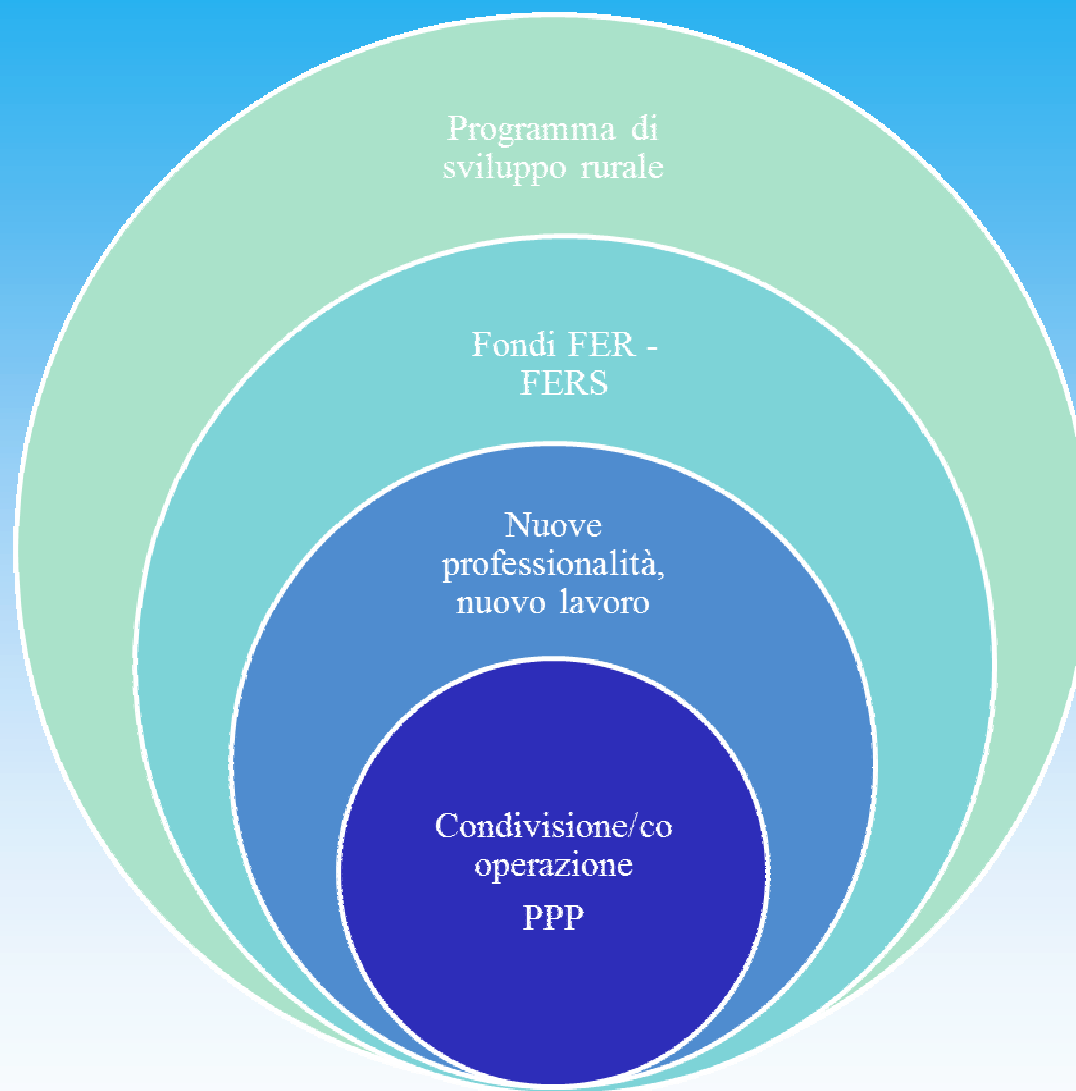 Programma di
sviluppo rurale
Fondi FER -
FERS
Nuove
professionalità,
nuovo lavoro
Condivisione/co
operazione
PPP